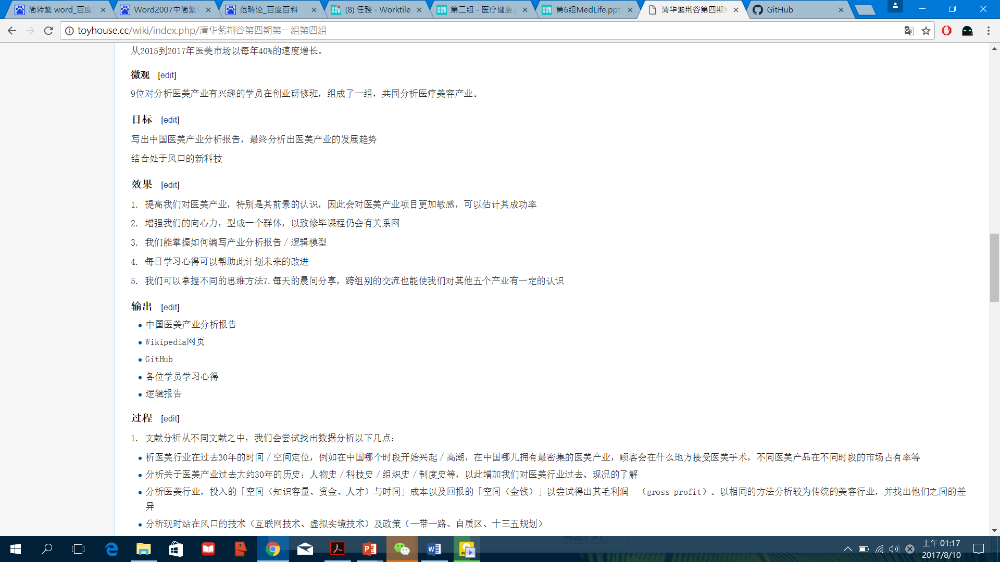 简转繁 word_百度
Word2007中简繁
范畴论_百度百科
(8) 任務 - Worktile
第二组 - 医疗健康.p
第6组MedLife.ppt
清华紫荆谷第四期第
GitHub
toyhouse.cc/wiki/index.php/清华紫荆谷第四期第一组第四组
从2015到2017年医美市场以每年40%的速度增长。
微观 [edit]
9位对分析医美产业有兴趣的学员在创业研修班，组成了一组，共同分析医疗美容产业。
目标 [edit]
写出中国医美产业分析报告，最终分析出医美产业的发展趋势
结合处于风口的新科技
效果 [edit]
1. 提高我们对医美产业，特别是其前景的认识，因此会对医美产业项目更加敏感，可以估计其成功率
2. 增强我们的向心力，型成一个群体，以致修毕课程仍会有关系网
3. 我们能掌握如何编写产业分析报告／逻辑模型
4. 每日学习心得可以帮助此计划未来的改进
5. 我们可以掌握不同的思维方法7.每天的晨间分享，跨组别的交流也能使我们对其他五个产业有一定的认识
输出 [edit]
中国医美产业分析报告
Wikipedia网页
GitHub
各位学员学习心得
逻辑报告
过程 [edit]
1. 文献分析从不同文献之中，我们会尝试找出数据分析以下几点：
析医美行业在过去30年的时间／空间定位，例如在中国哪个时段开始兴起／高潮，在中国哪儿拥有最密集的医美产业，顾客会在什么地方接受医美手术，不同医美产品在不同时段的市场占有率等
分析关于医美产业过去大约30年的历史：人物史／科技史／组织史／制度史等，以此增加我们对医美行业过去、现况的了解
分析医美行业，投入的「空间（知识容量、资金、人才）与时间」成本以及回报的「空间（金钱）」以尝试得出其毛利润 （gross profit）。以相同的方法分析较为传统的美容行业，并找出他们之间的差
异
分析现时站在风口的技术（互联网技术、虚拟实境技术）及政策（一带一路、自质区、十三五规划）
上午 01:17
2017/8/10